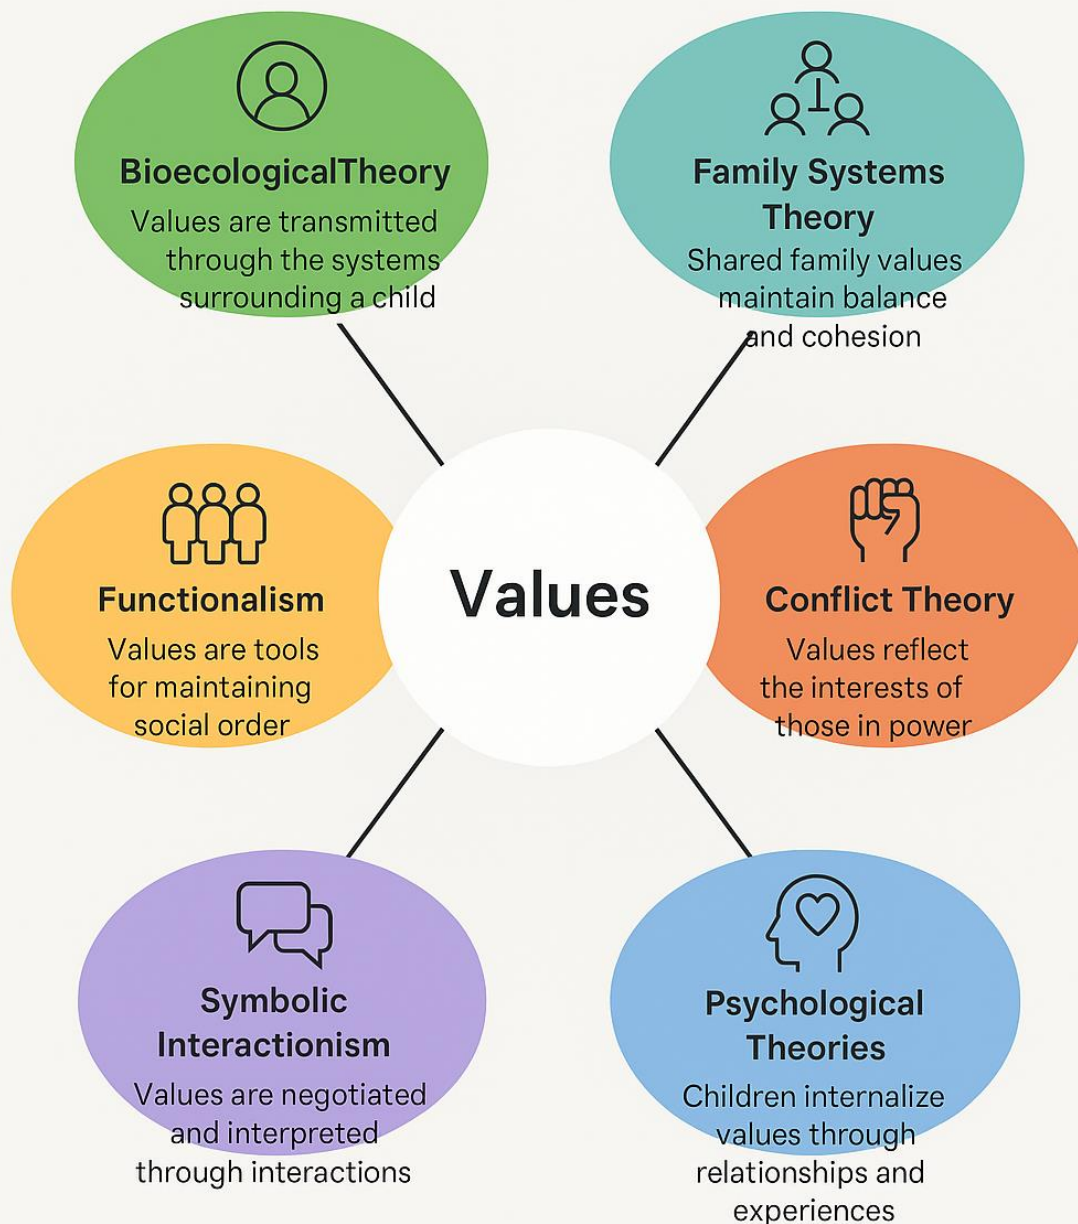 BioecologicalTheory
Values are transmitted
through the systems
surrounding a child
Family Systems
Theory
Shared family values
maintain balance
and cohesion
Functionalism
Values are tools
for maintaining
social order
Values
Conflict Theory
Values reflect
the interests of
those in power
Symbolic
Interactionism
Values are negotiated
and interpreted
through interactions
Psychological
Theories
Children internalize
values through
relationships and
experiences